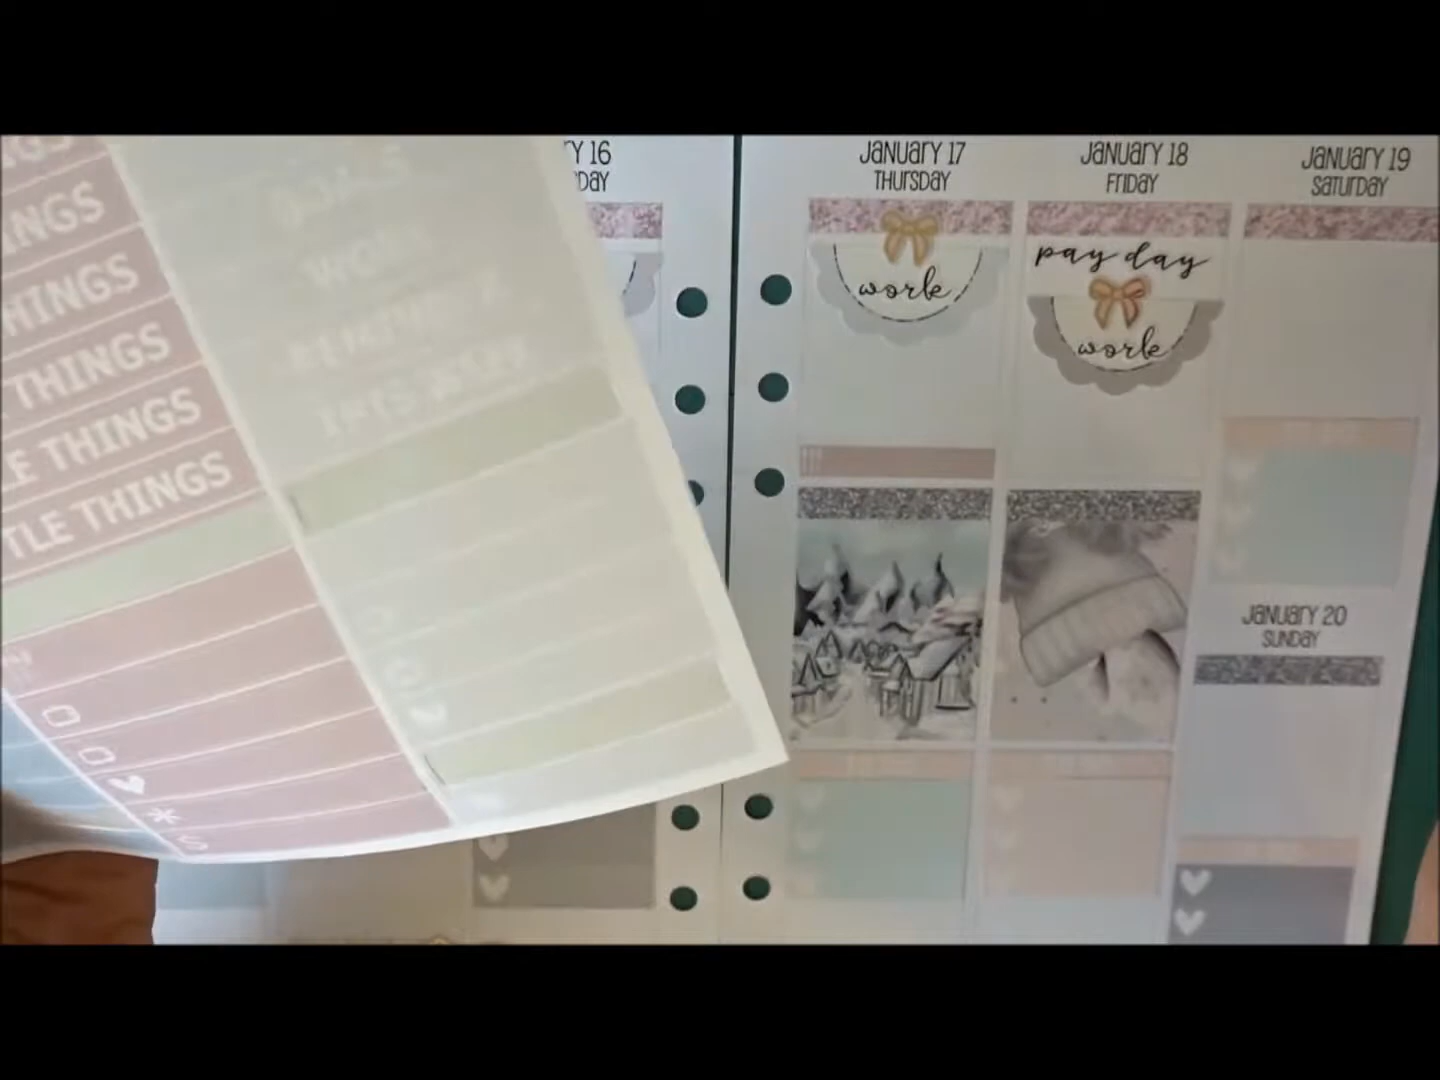 THINGS
THINGS
THINGS
E THINGS
TLE THINGS
WORK
RY 16
DAY
JANUARY 17
THURSDAY
work
JANUARY 18
FRIDAY
pay day
work
JANUARY 19
SATURDAY
JANUARY 20
SUNDAY